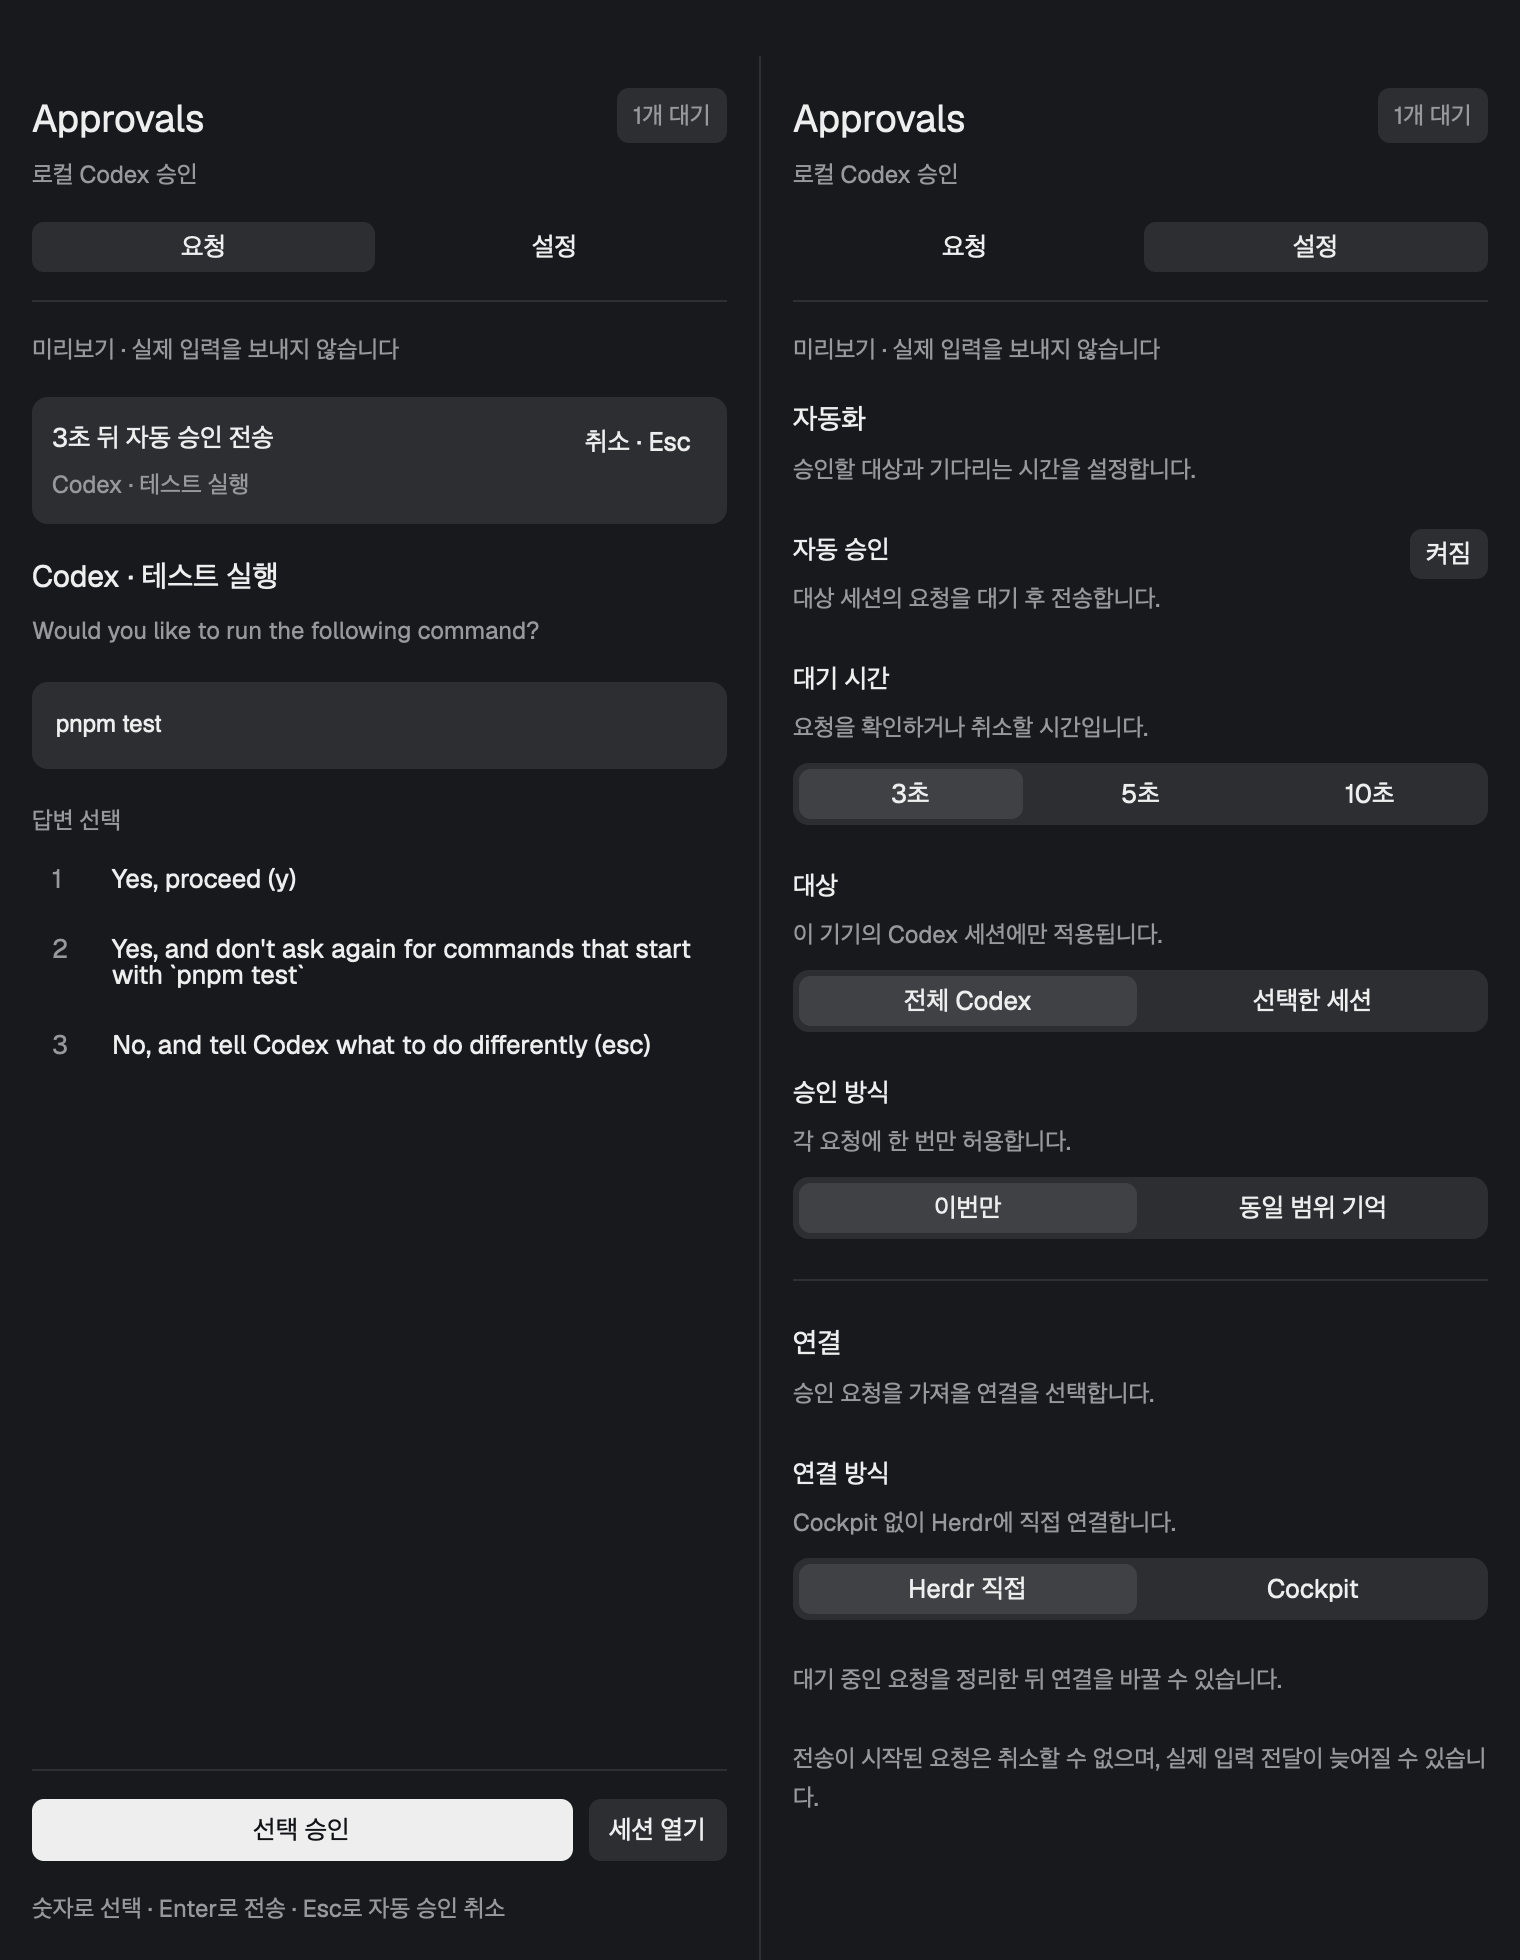 Approvals
1개 대기
로컬 Codex 승인
요청
설정
미리보기 · 실제 입력을 보내지 않습니다
3초 뒤 자동 승인 전송
취소 · Esc
Codex · 테스트 실행
Codex · 테스트 실행
Would you like to run the following command?
pnpm test
답변 선택
1 Yes, proceed (y)
2 Yes, and don't ask again for commands that start
with `pnpm test`
3 No, and tell Codex what to do differently (esc)
선택 승인
세션 열기
숫자로 선택 · Enter로 전송 · Esc로 자동 승인 취소
Approvals
1개 대기
로컬 Codex 승인
요청
설정
미리보기 · 실제 입력을 보내지 않습니다
자동화
승인할 대상과 기다리는 시간을 설정합니다.
자동 승인
켜짐
대상 세션의 요청을 대기 후 전송합니다.
대기 시간
요청을 확인하거나 취소할 시간입니다.
3초
5초
10초
대상
이 기기의 Codex 세션에만 적용됩니다.
전체 Codex
선택한 세션
승인 방식
각 요청에 한 번만 허용합니다.
이번만
동일 범위 기억
연결
승인 요청을 가져올 연결을 선택합니다.
연결 방식
Cockpit 없이 Herdr에 직접 연결합니다.
Herdr 직접
Cockpit
대기 중인 요청을 정리한 뒤 연결을 바꿀 수 있습니다.
전송이 시작된 요청은 취소할 수 없으며, 실제 입력 전달이 늦어질 수 있습니
다.